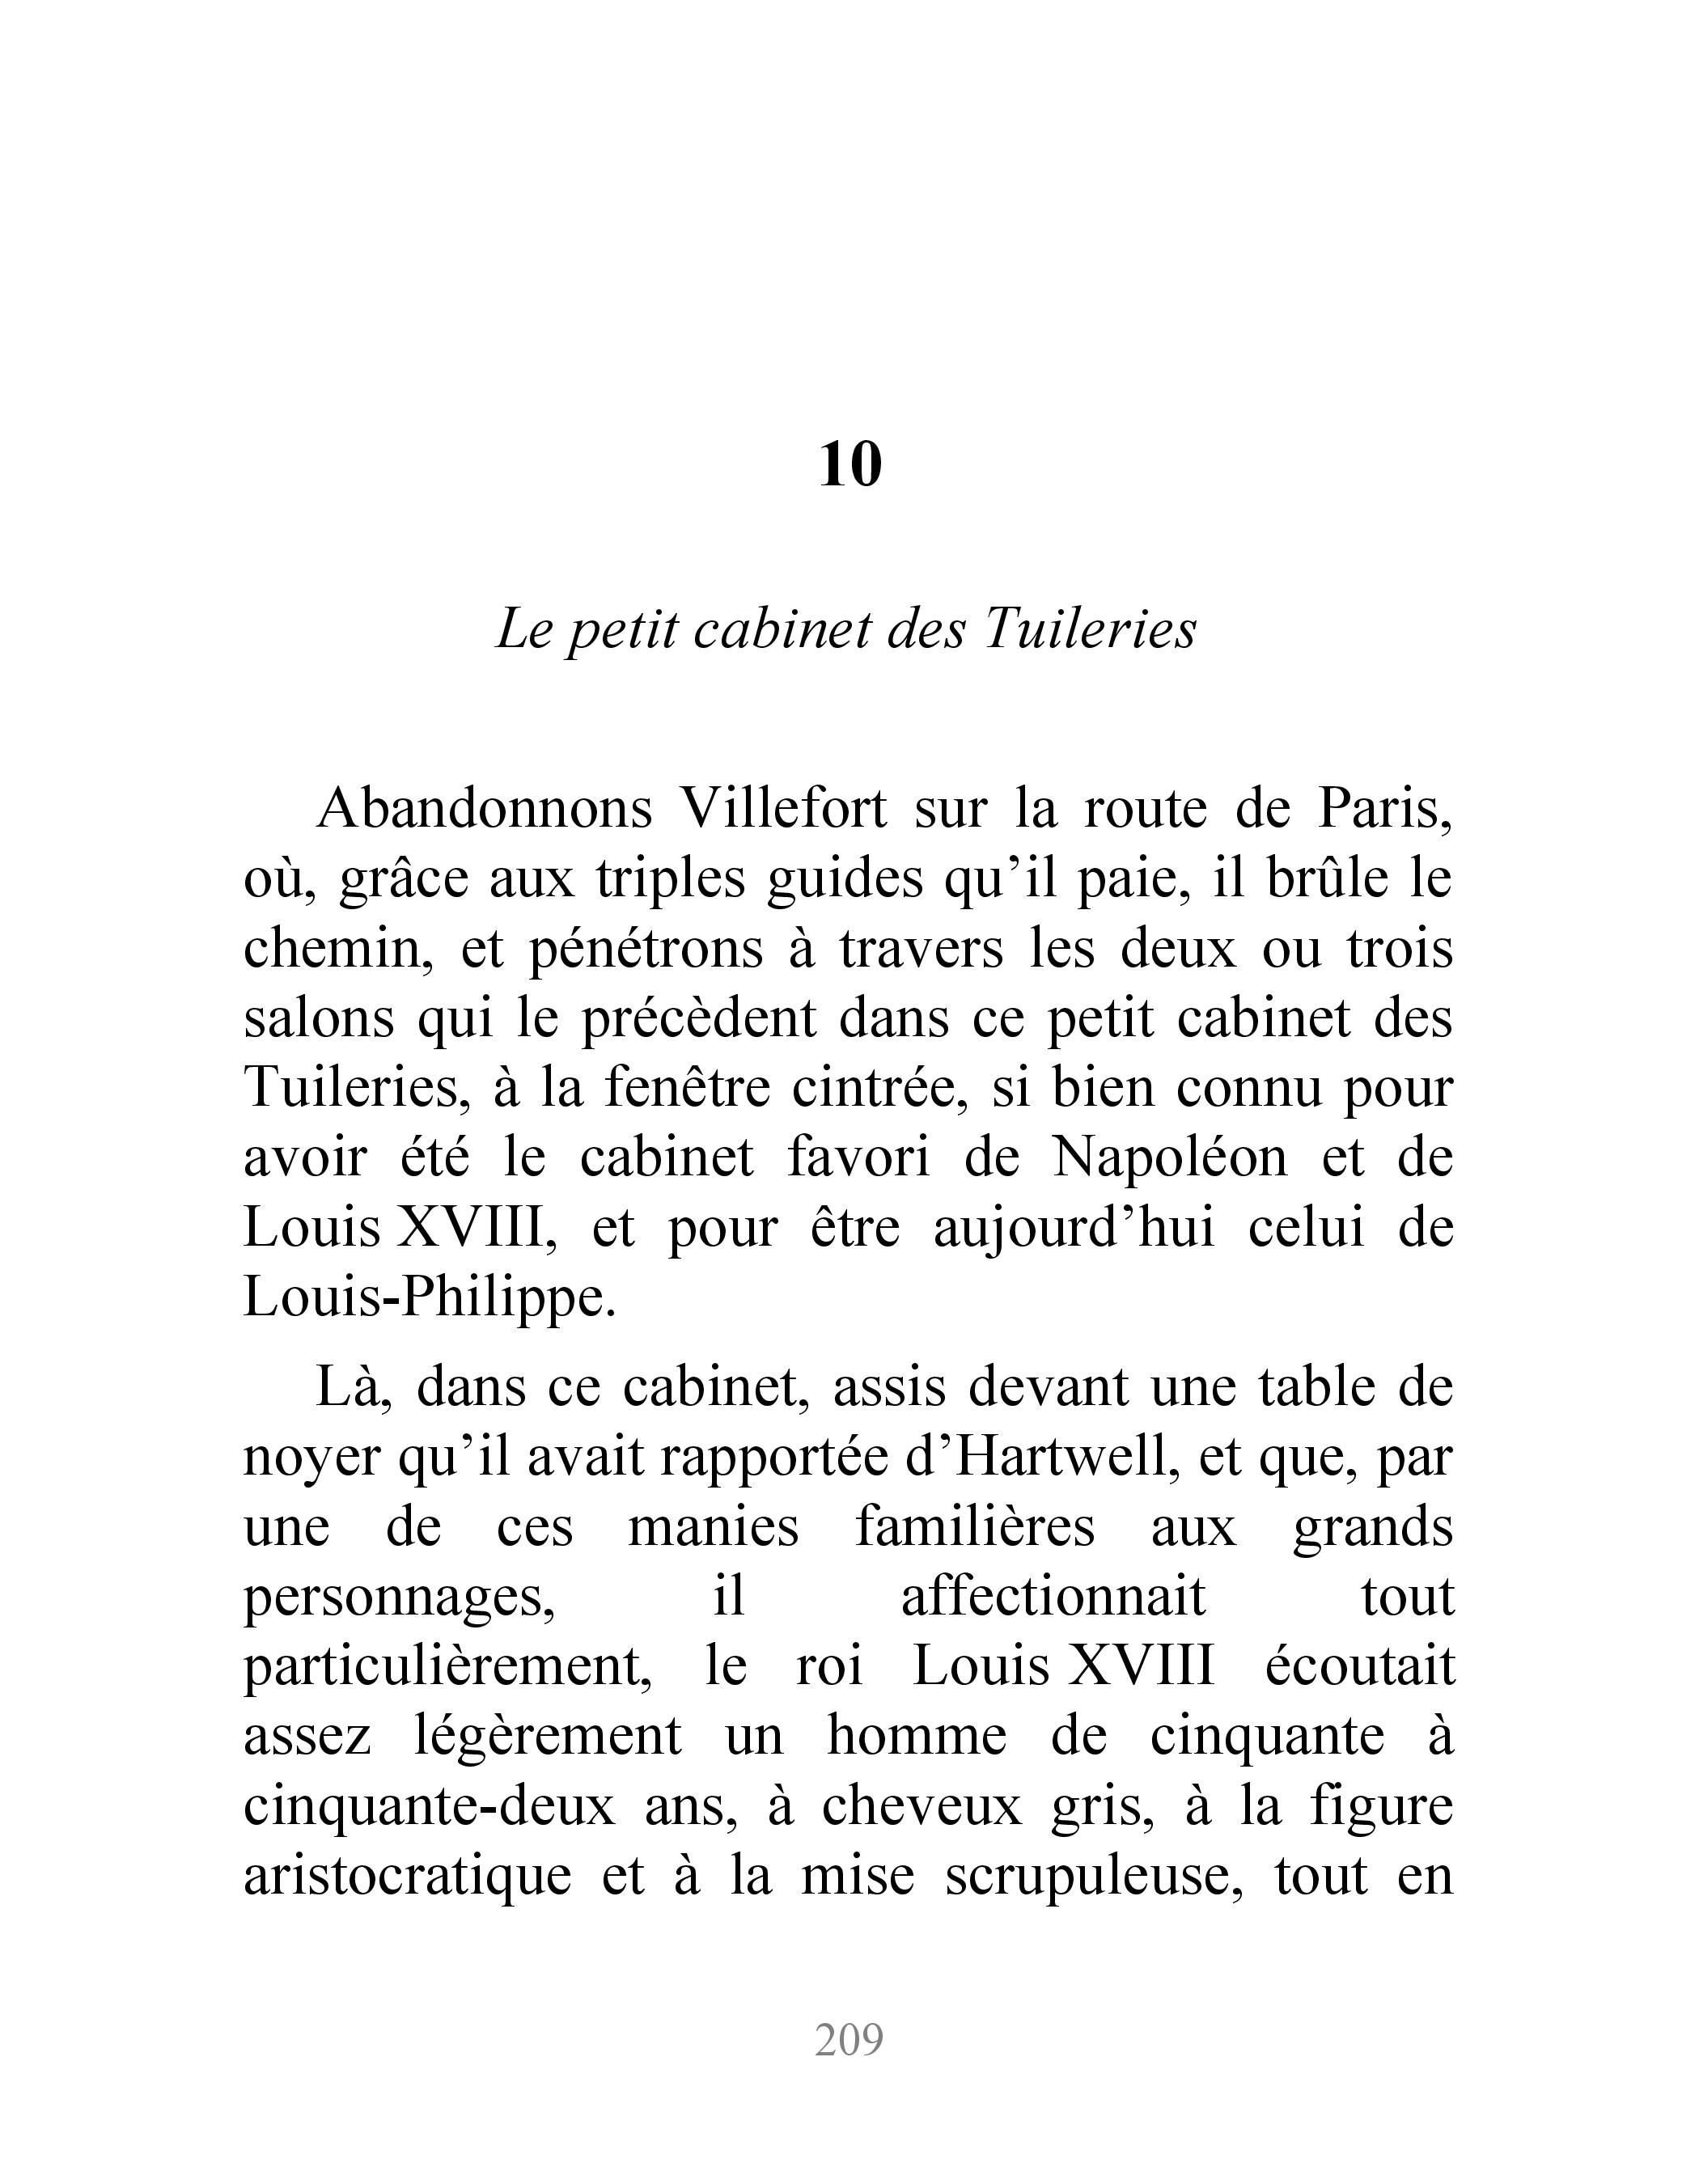 10
Le petit cabinet des Tuileries
Abandonnons Villefort sur la route de Paris,
où, grâce aux triples guides qu’il paie, il brûle le
chemin, et pénétrons à travers les deux ou trois
salons qui le précèdent dans ce petit cabinet des
Tuileries, à la fenêtre cintrée, si bien connu pour
avoir été le cabinet favori de Napoléon et de
Louis XVIII, et pour être aujourd’hui celui de
Louis-Philippe.
Là, dans ce cabinet, assis devant une table de
noyer qu’il avait rapportée d’Hartwell, et que, par
une de ces manies familières aux grands
personnages, il affectionnait tout
particulièrement, le roi Louis XVIII écoutait
assez légèrement un homme de cinquante à
cinquante-deux ans, à cheveux gris, à la figure
aristocratique et à la mise scrupuleuse, tout en
209